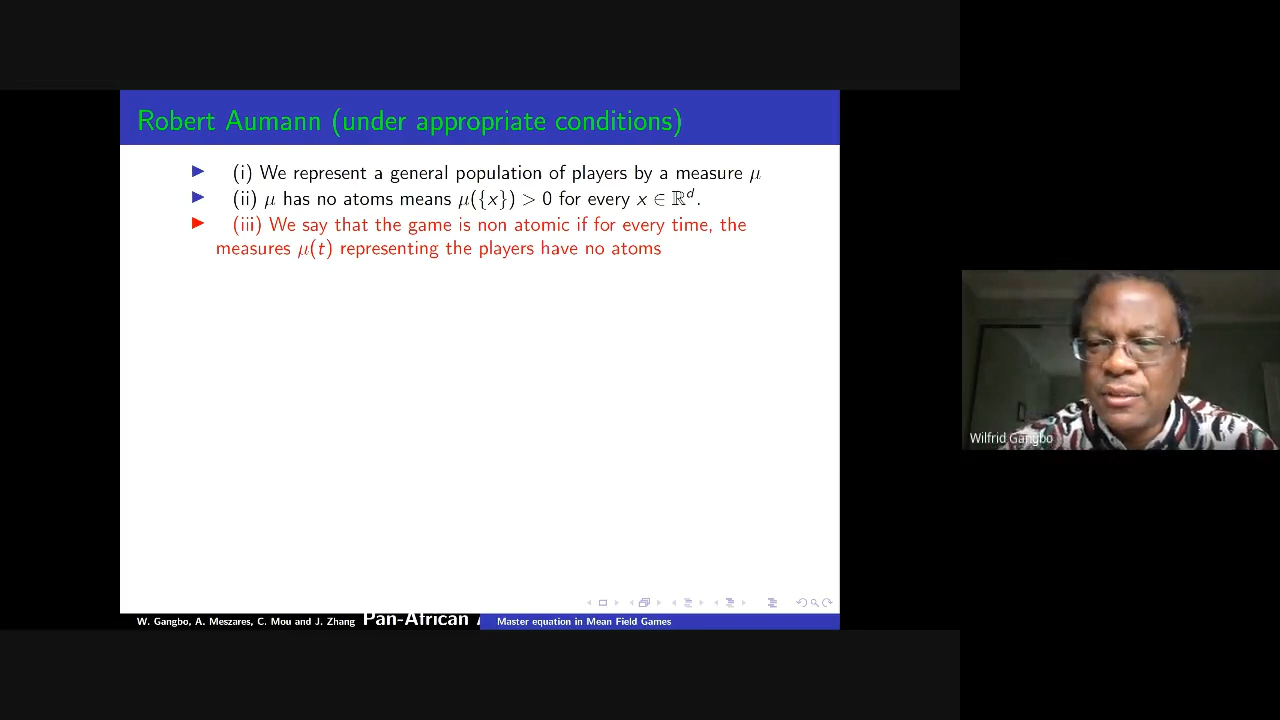 Robert Aumann (under appropriate conditions)
(i) We represent a general population of players by a measure μ
(ii) μ has no atoms means μ({x}) > 0 for every x ∈ ℝᵈ.
(iii) We say that the game is non atomic if for every time, the
measures μ(t) representing the players have no atoms
Wilfrid Gangbo
W. Gangbo, A. Meszares, C. Mou and J. Zhang
Pan-African
Master equation in Mean Field Games